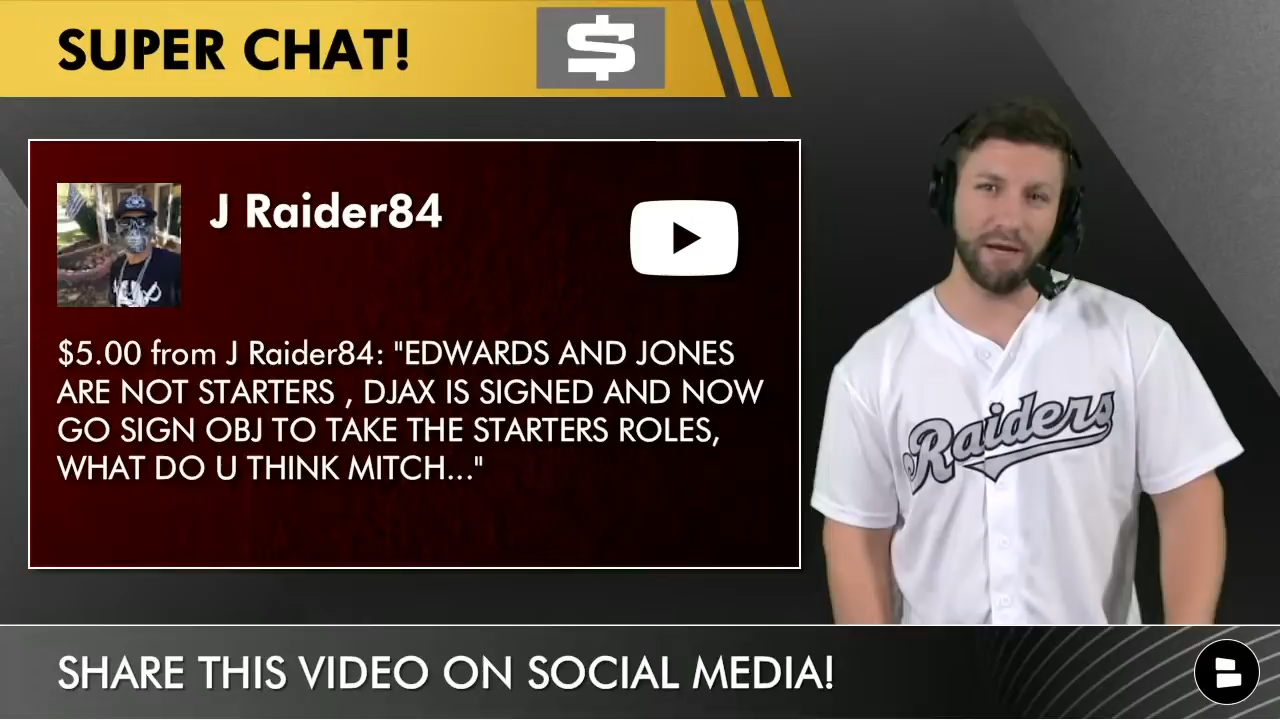 SUPER CHAT!
$
J Raider84
$5.00 from J Raider84: "EDWARDS AND JONES
ARE NOT STARTERS , DJAX IS SIGNED AND NOW
GO SIGN OBJ TO TAKE THE STARTERS ROLES,
WHAT DO U THINK MITCH..."
Raiders
SHARE THIS VIDEO ON SOCIAL MEDIA!